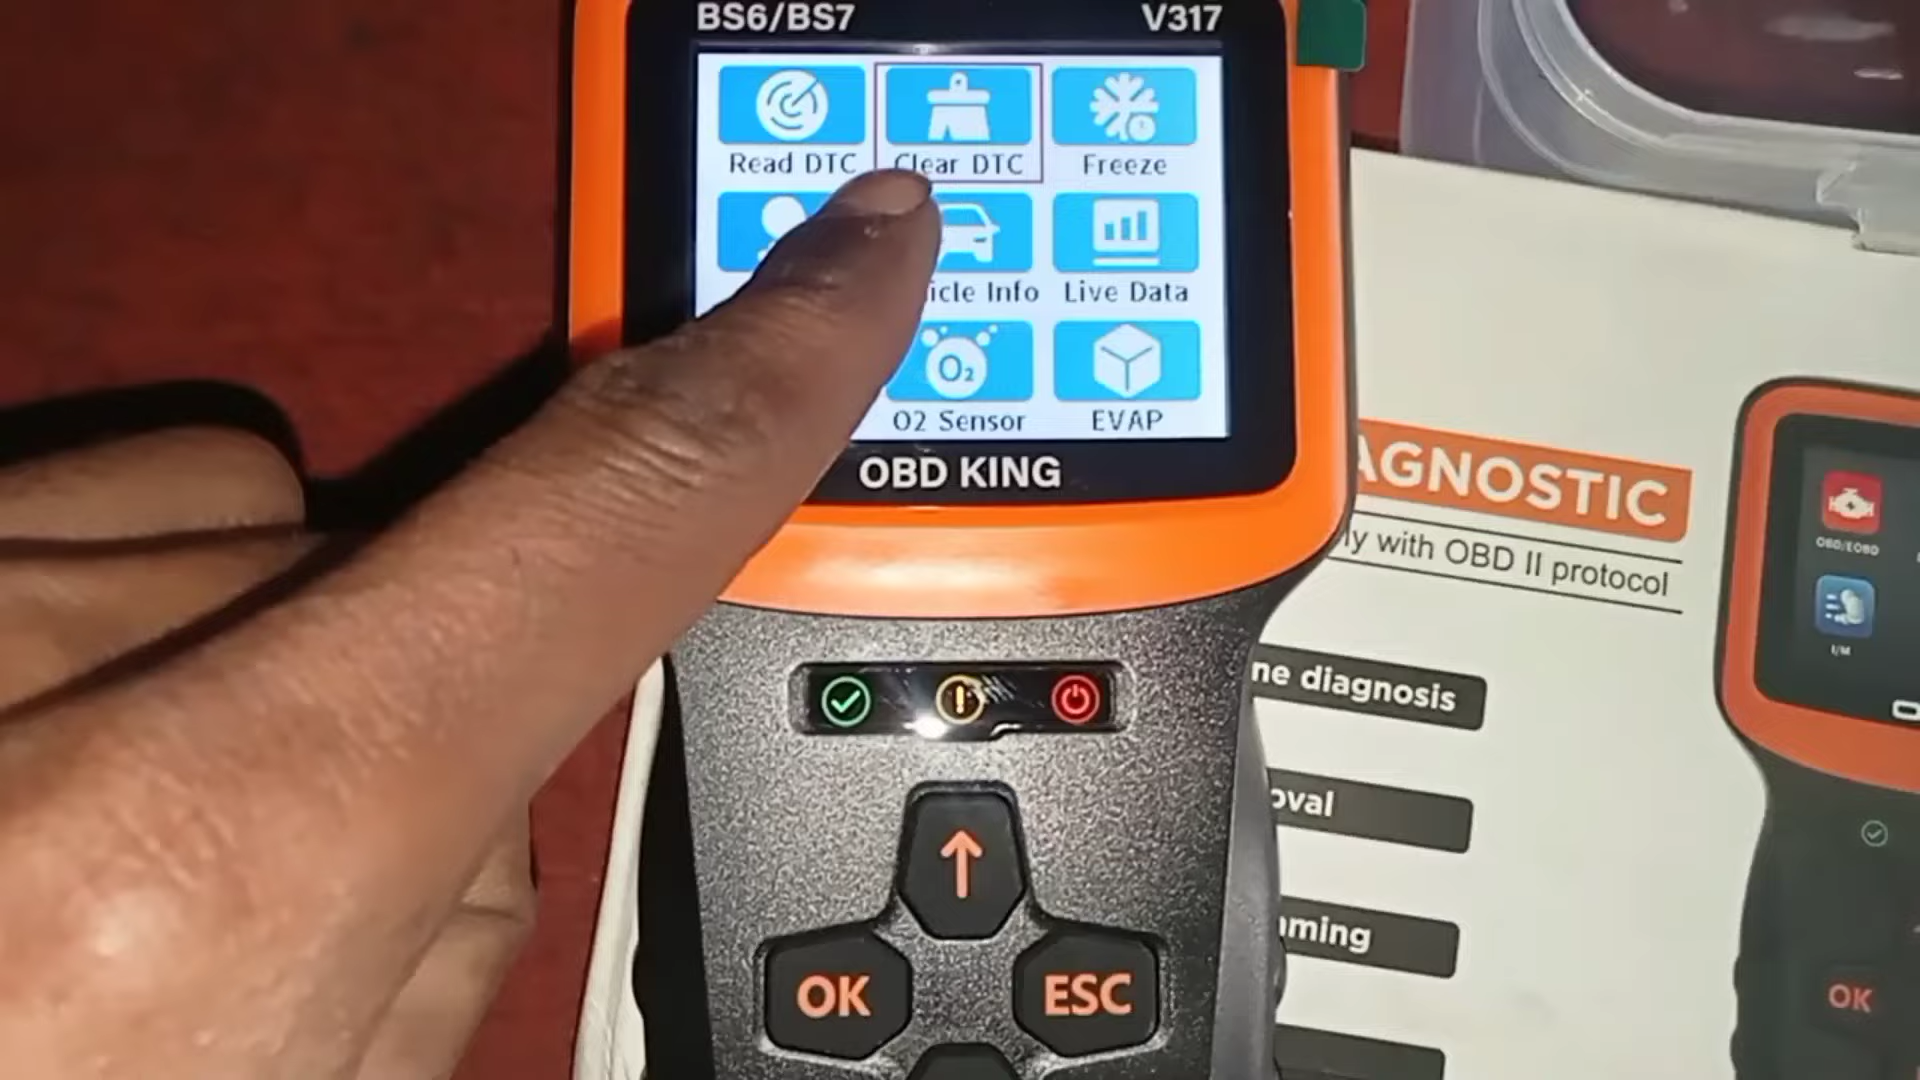 BS6/BS7 V317
Read DTC Clear DTC Freeze
icle Info Live Data
O2
O2 Sensor EVAP
OBD KING
AGNOSTIC
ly with OBD II protocol
OBD/EOBD
I/M
ne diagnosis
oval
ming
OK ESC
OK